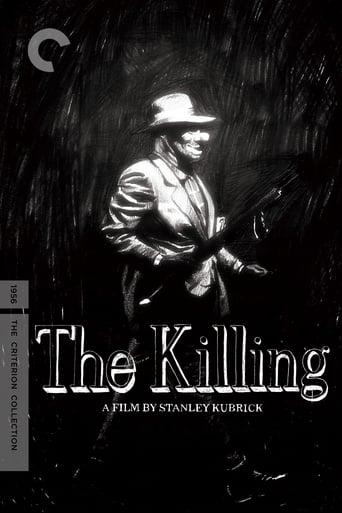 1956 THE CRITERION COLLECTION
The Killing
A FILM BY STANLEY KUBRICK